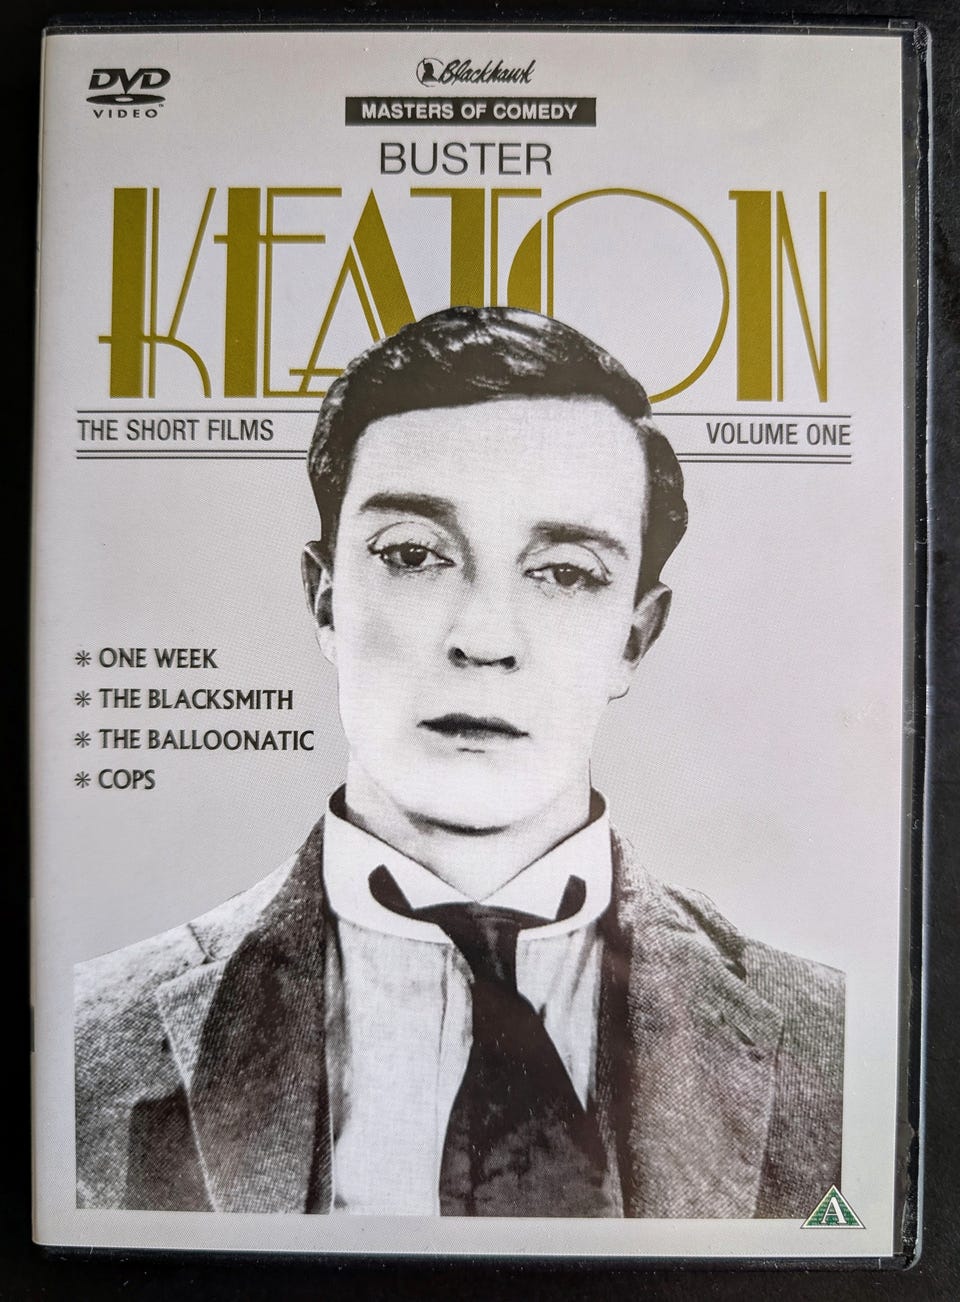 DVD
VIDEO™
Blackhawk
MASTERS OF COMEDY
BUSTER
KEATON
THE SHORT FILMS
VOLUME ONE
✳ ONE WEEK
✳ THE BLACKSMITH
✳ THE BALLOONATIC
✳ COPS
A